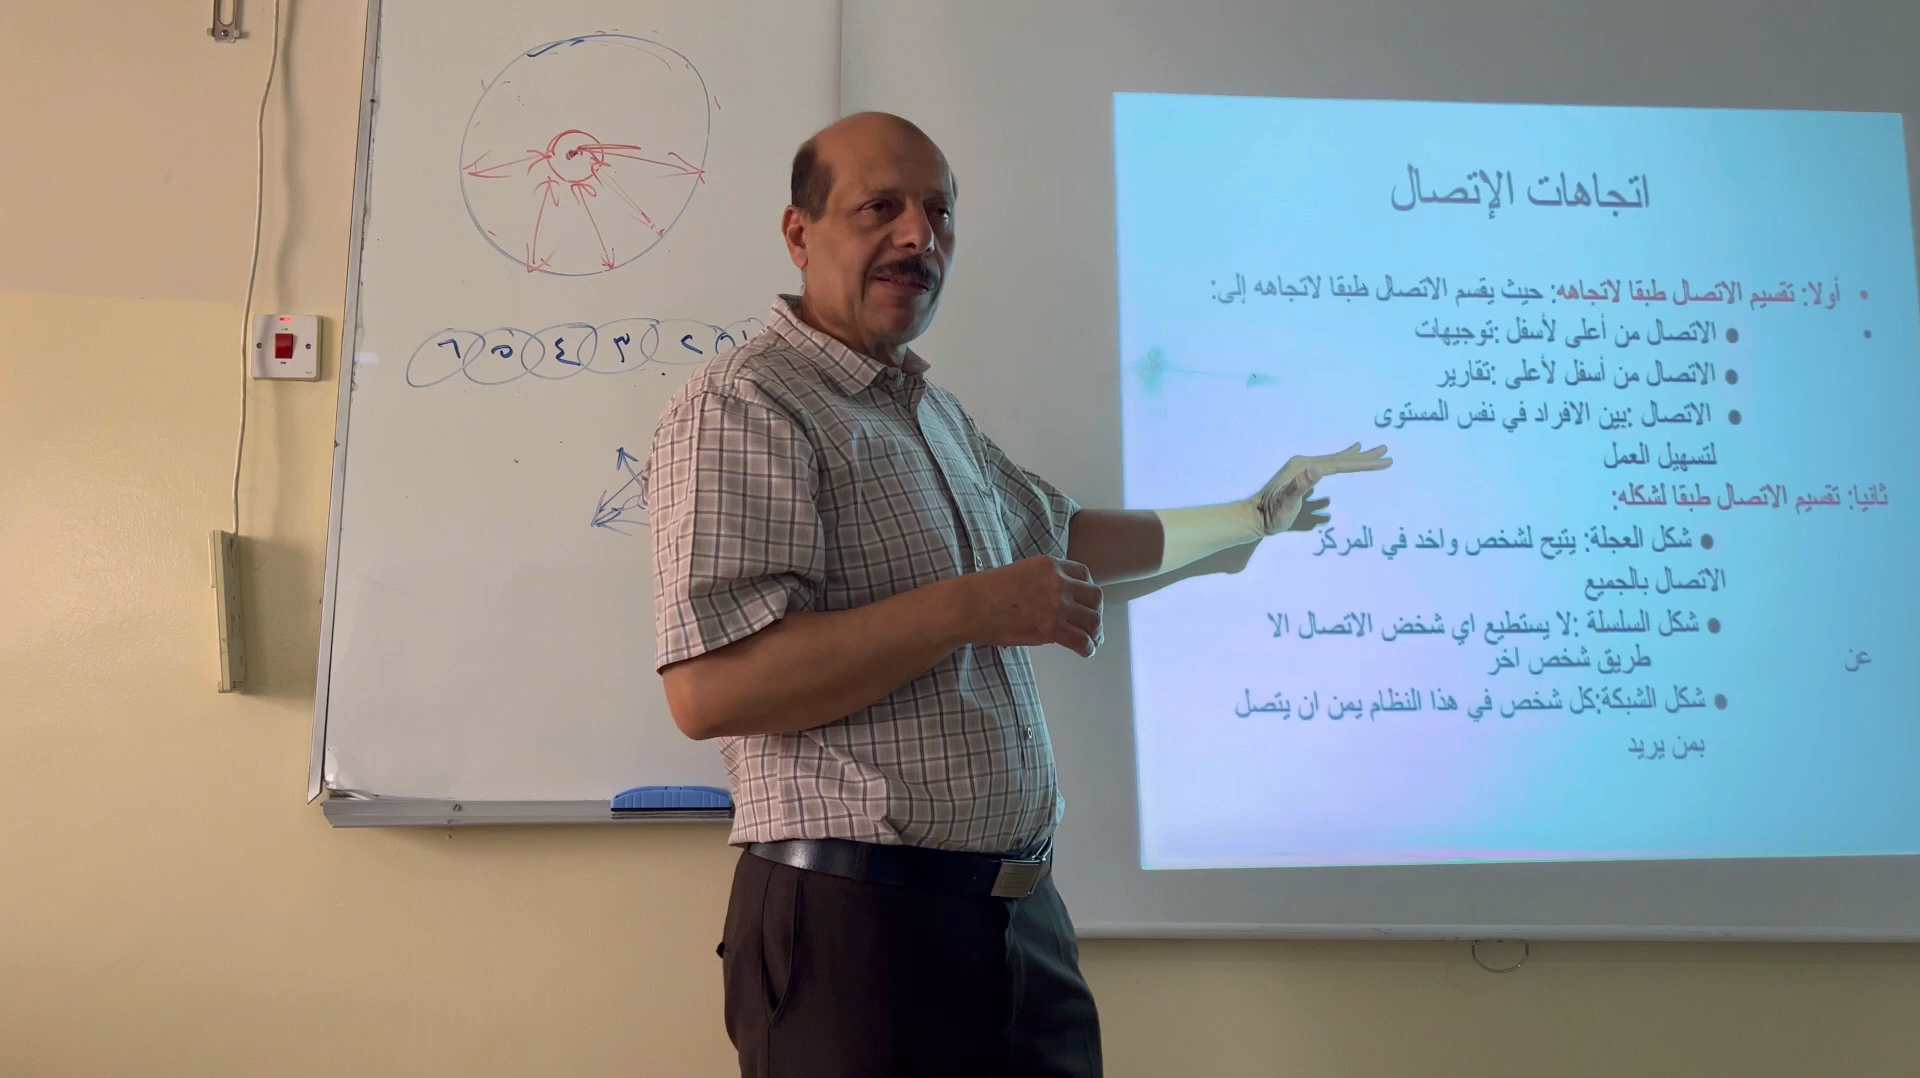 اتجاهات الإتصال
أولا: تقسيم الاتصال طبقا لاتجاهه: حيث يقسم الاتصال طبقا لاتجاهه إلى:
الاتصال من أعلى لأسفل :توجيهات
الاتصال من أسفل لأعلى :تقارير
الاتصال :بين الافراد في نفس المستوى
لتسهيل العمل
ثانيا: تقسيم الاتصال طبقا لشكله:
شكل العجلة: يتيح لشخص واخد في المركز
الاتصال بالجميع
شكل السلسلة :لا يستطيع اي شخض الاتصال الا
عن طريق شخص اخر
شكل الشبكة:كل شخص في هذا النظام يمن ان يتصل
بمن يريد
١ ٢ ٣ ٤ ٥ ٦